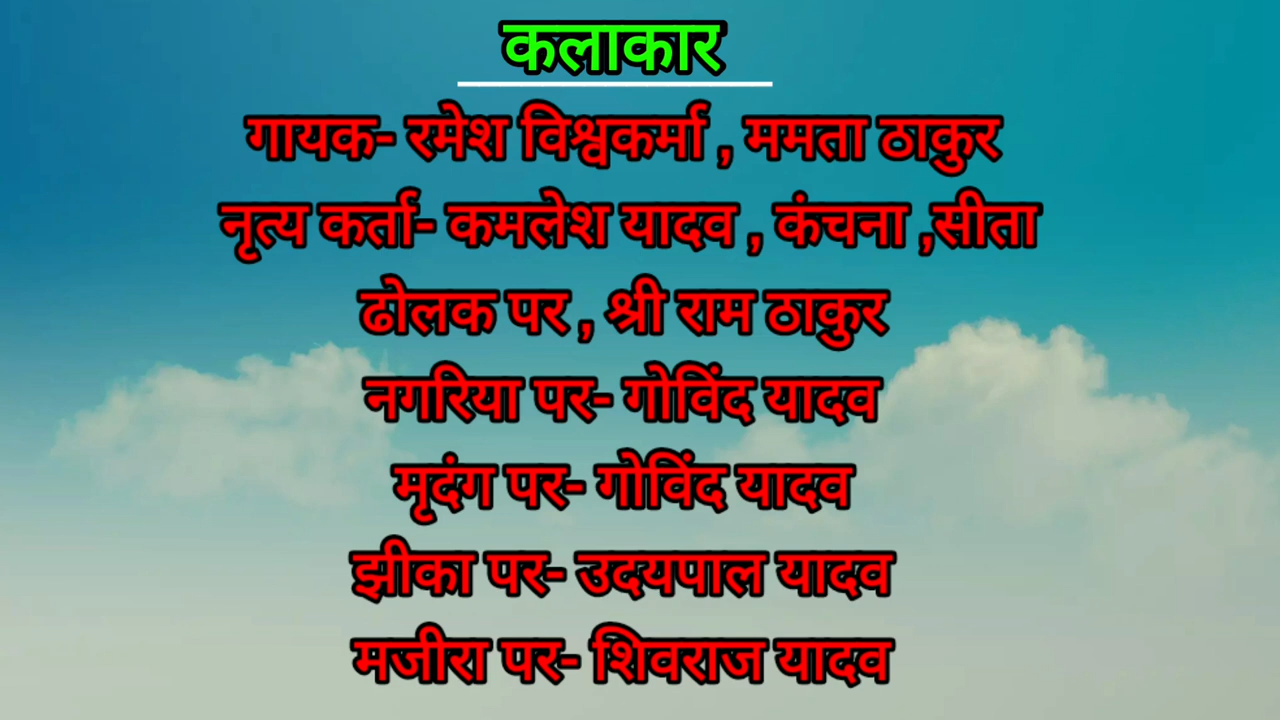 कलाकार
गायक- रमेश विश्वकर्मा , ममता ठाकुर
नृत्य कर्ता- कमलेश यादव , कंचना ,सीता
ढोलक पर , श्री राम ठाकुर
नगरिया पर- गोविंद यादव
मृदंग पर- गोविंद यादव
झीका पर- उदयपाल यादव
मजीरा पर- शिवराज यादव